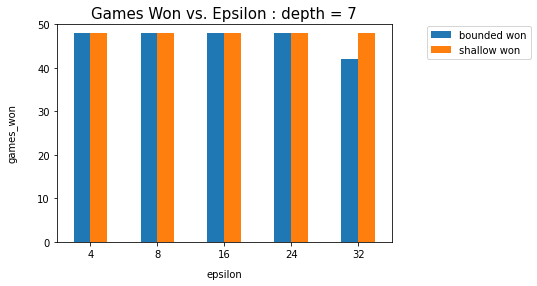 Games Won vs. Epsilon : depth = 7
bounded won
shallow won
games_won
50
40
30
20
10
0
4 8 16 24 32
epsilon